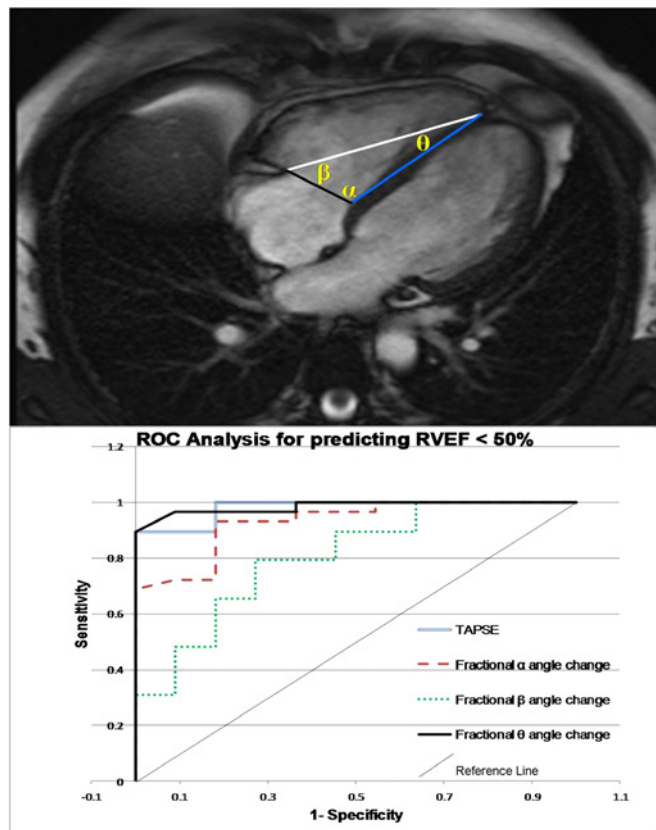 θ
β
α
ROC Analysis for predicting RVEF < 50%
1.2
1
0.8
0.6
0.4
0.2
0
Sensitivity
TAPSE
Fractional α angle change
Fractional β angle change
Fractional θ angle change
Reference Line
-0.1 0.1 0.3 0.5 0.7 0.9 1.1
1- Specificity